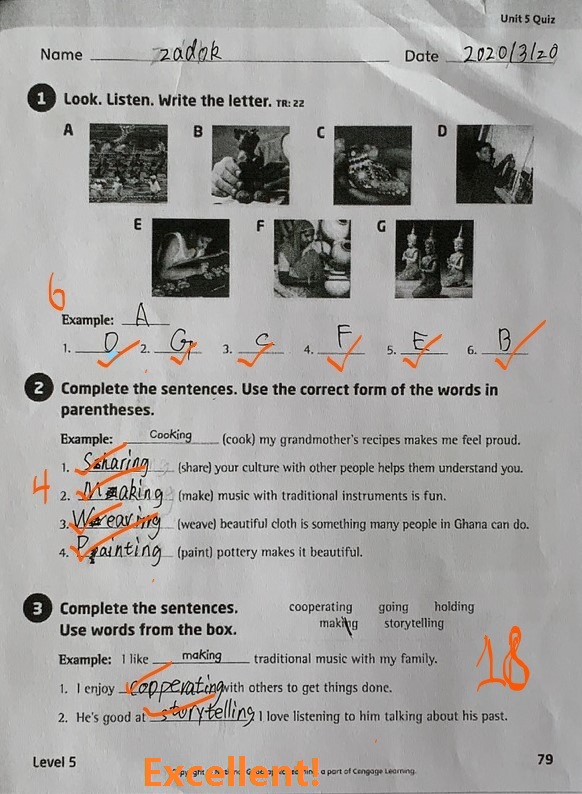 Unit 5 Quiz
Name zadok Date 2020/3/20
1 Look. Listen. Write the letter. TR: 22
A B C D
E F G
6
Example: A
1. D 2. G 3. C 4. F 5. E 6. B
2 Complete the sentences. Use the correct form of the words in
parentheses.
Example: Cooking (cook) my grandmother's recipes makes me feel proud.
1. Sharing (share) your culture with other people helps them understand you.
4
2. Making (make) music with traditional instruments is fun.
3. Weaving (weave) beautiful cloth is something many people in Ghana can do.
4. Painting (paint) pottery makes it beautiful.
3 Complete the sentences. cooperating going holding
Use words from the box. making storytelling
18
Example: I like making traditional music with my family.
1. I enjoy cooperating with others to get things done.
2. He's good at storytelling I love listening to him talking about his past.
Level 5 79
Excellent!
a part of Cengage Learning.